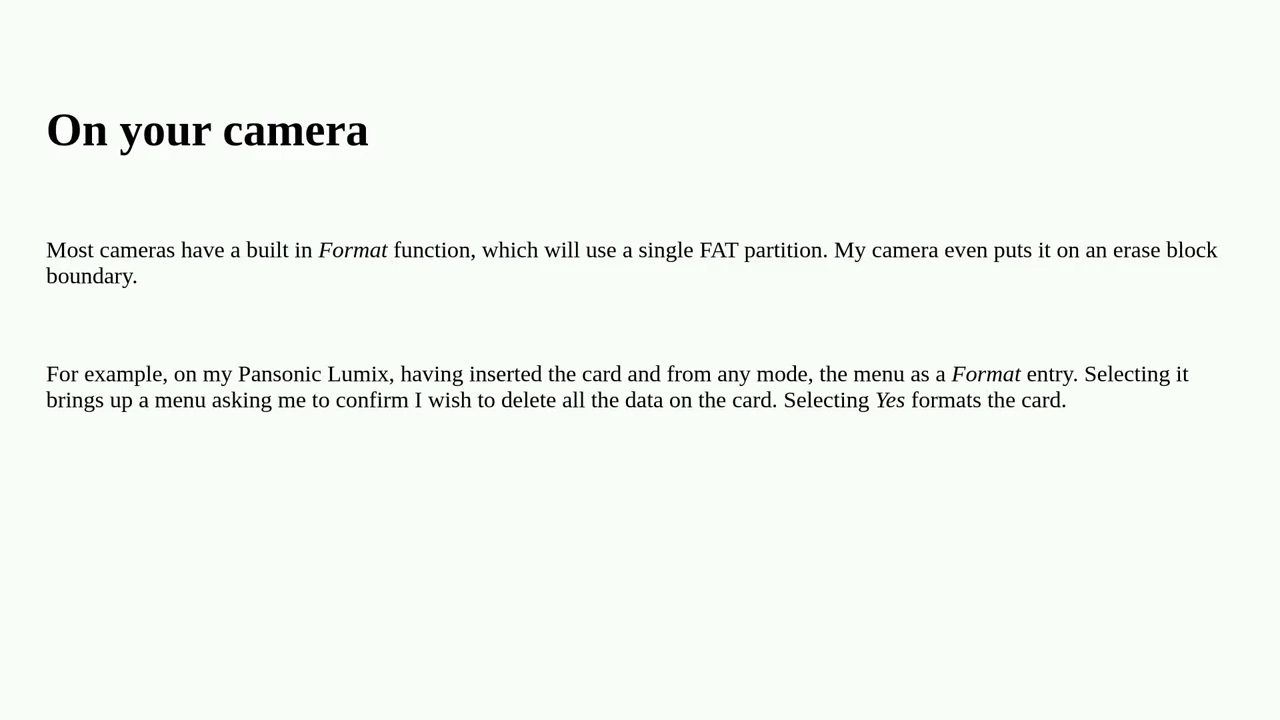 On your camera
Most cameras have a built in Format function, which will use a single FAT partition. My camera even puts it on an erase block
boundary.
For example, on my Pansonic Lumix, having inserted the card and from any mode, the menu as a Format entry. Selecting it
brings up a menu asking me to confirm I wish to delete all the data on the card. Selecting Yes formats the card.